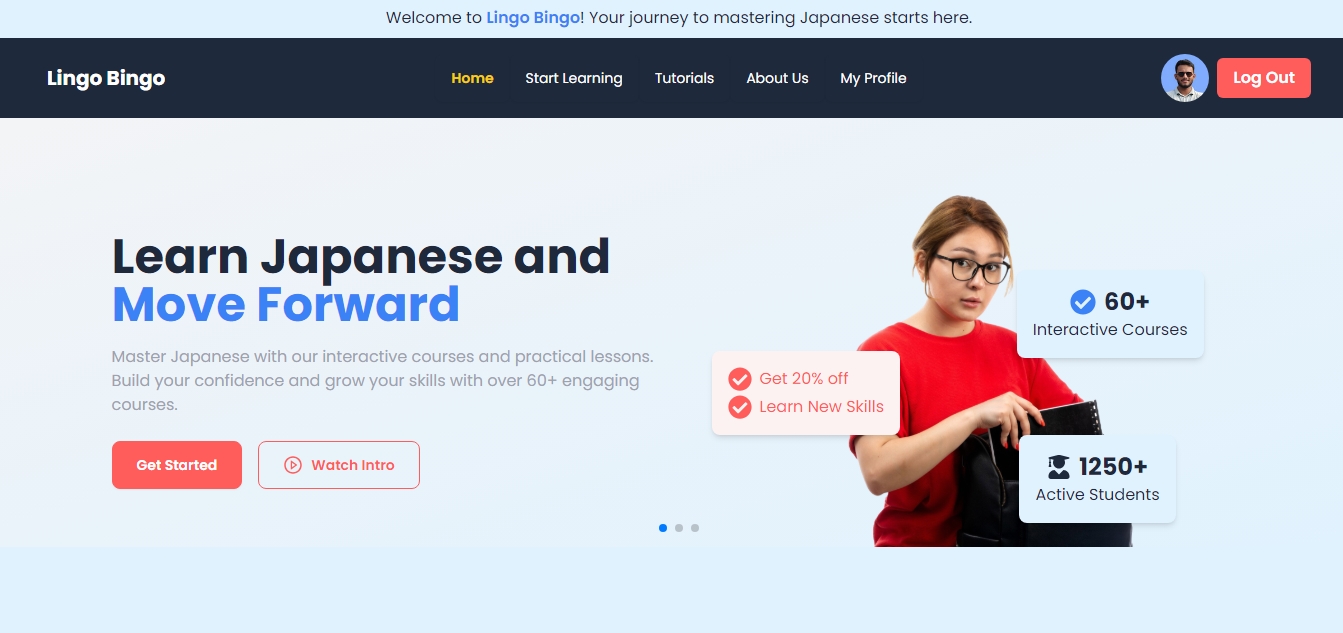 Welcome to Lingo Bingo! Your journey to mastering Japanese starts here.
Lingo Bingo
Home
Start Learning
Tutorials
About Us
My Profile
Log Out
Learn Japanese and
Move Forward
Master Japanese with our interactive courses and practical lessons.
Build your confidence and grow your skills with over 60+ engaging
courses.
Get Started
Watch Intro
Get 20% off
Learn New Skills
60+
Interactive Courses
1250+
Active Students